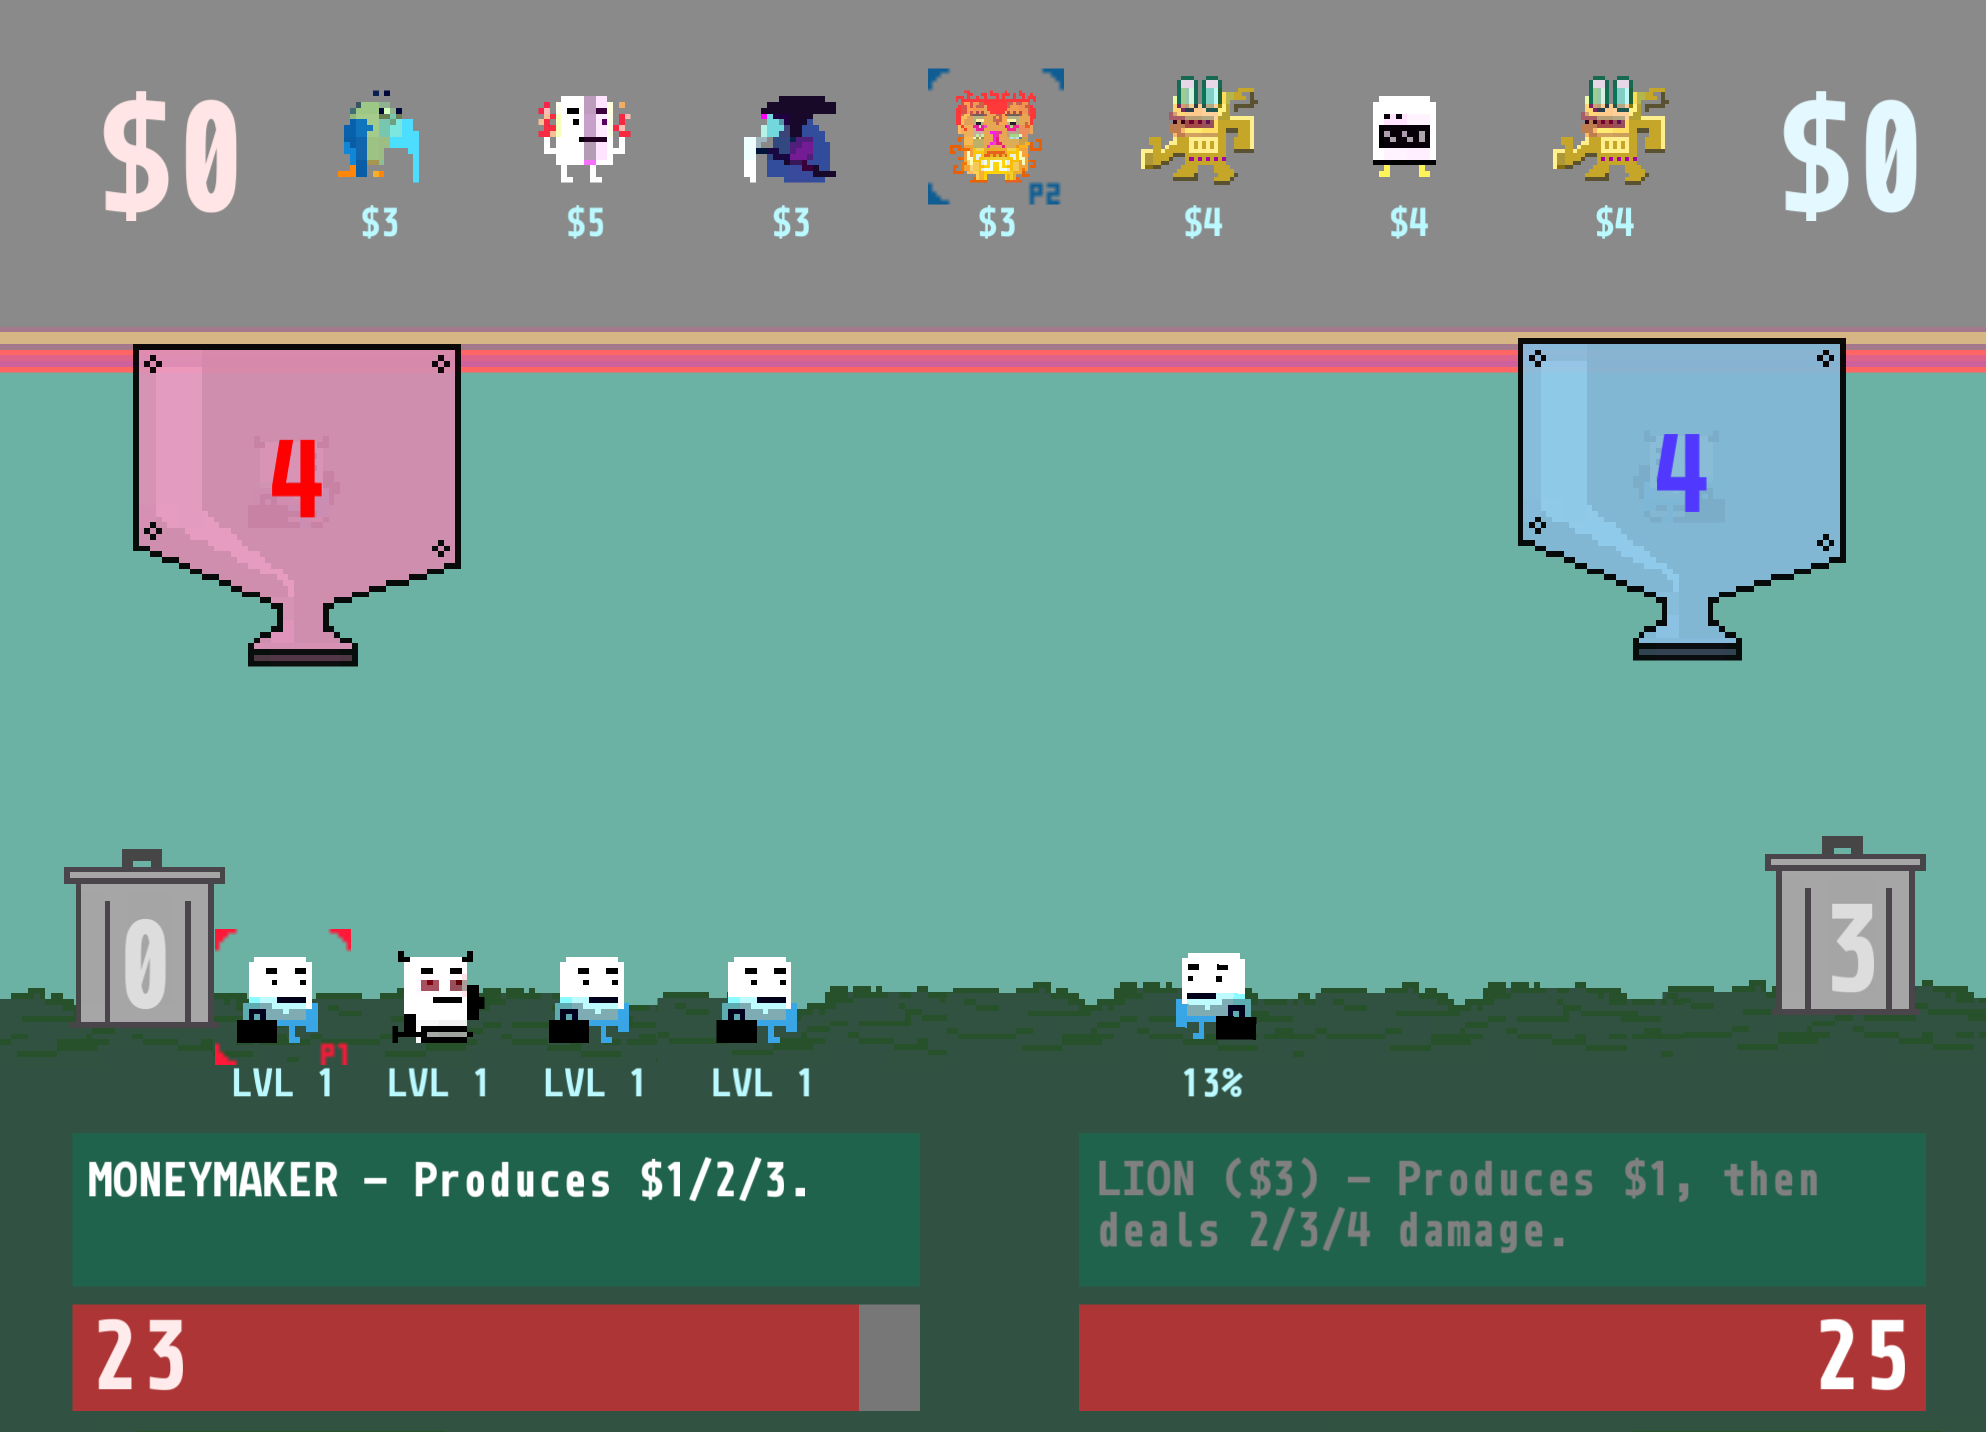 $0
$3
$5
$3
P2
$3
$4
$4
$4
$0
4
4
0
3
P1
LVL 1
LVL 1
LVL 1
LVL 1
13%
MONEYMAKER – Produces $1/2/3.
LION ($3) – Produces $1, then
deals 2/3/4 damage.
23
25